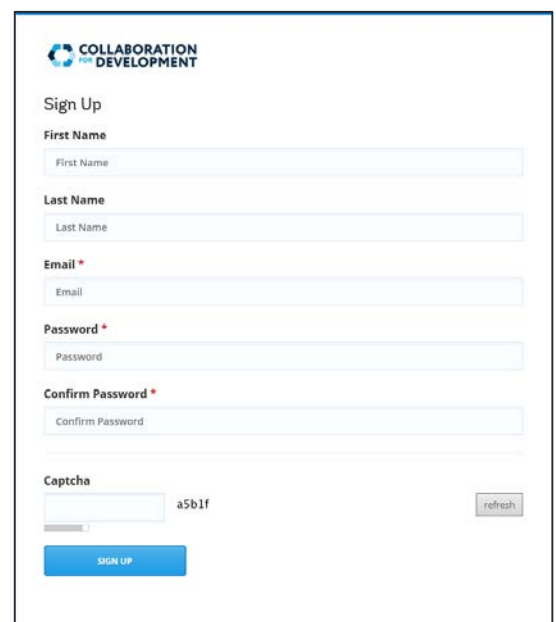 COLLABORATION
FOR DEVELOPMENT
Sign Up
First Name
First Name
Last Name
Last Name
Email *
Email
Password *
Password
Confirm Password *
Confirm Password
Captcha
a5b1f refresh
SIGN UP